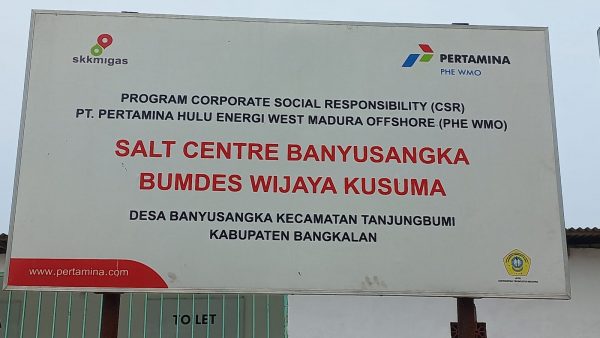 skkmigas
PERTAMINA
PHE WMO
PROGRAM CORPORATE SOCIAL RESPONSIBILITY (CSR)
PT. PERTAMINA HULU ENERGI WEST MADURA OFFSHORE (PHE WMO)
SALT CENTRE BANYUSANGKA
BUMDES WIJAYA KUSUMA
DESA BANYUSANGKA KECAMATAN TANJUNGBUMI
KABUPATEN BANGKALAN
www.pertamina.com
TO LET